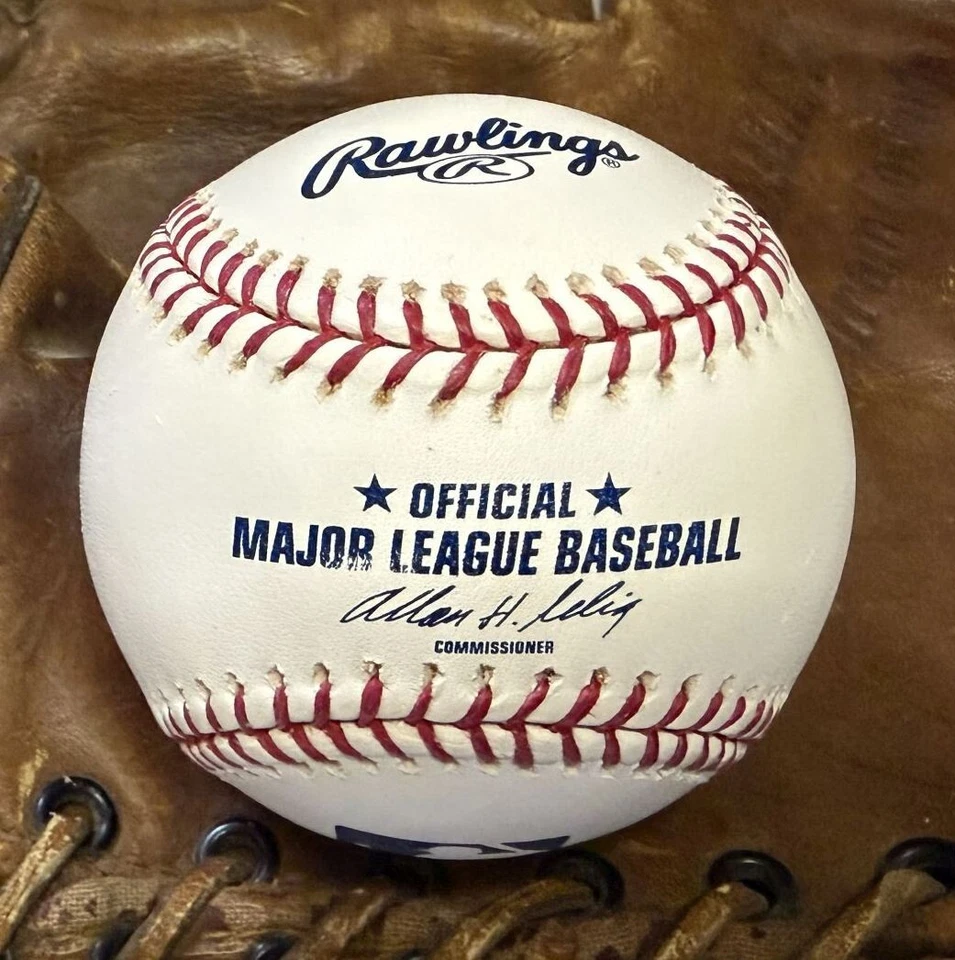 Rawlings®
R
★ OFFICIAL ★
MAJOR LEAGUE BASEBALL
Allan H. Selig
COMMISSIONER